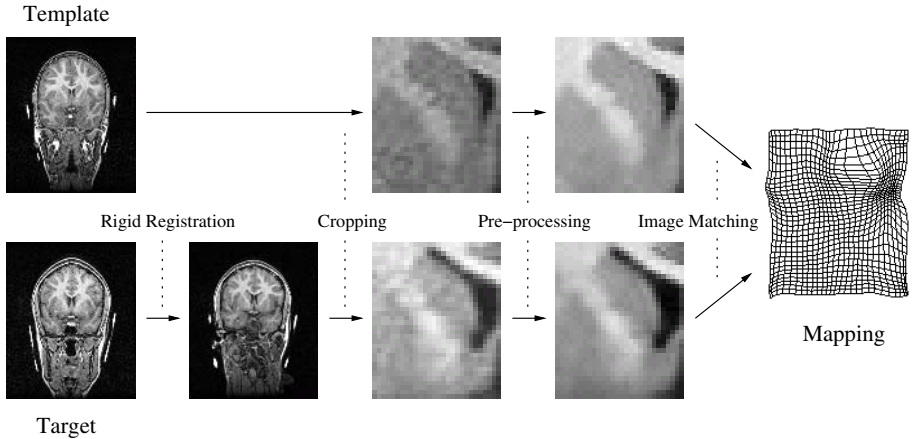 Template
Rigid Registration
Cropping
Pre−processing
Image Matching
Mapping
Target